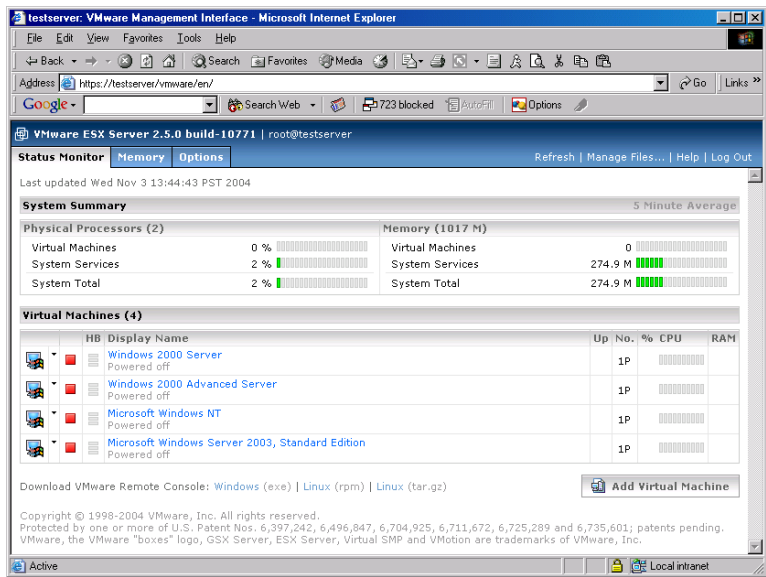 testserver: VMware Management Interface - Microsoft Internet Explorer
File Edit View Favorites Tools Help
Back Search Favorites Media
Address https://testserver/vmware/en/ Go Links »
Google Search Web 723 blocked AutoFill Options
VMware ESX Server 2.5.0 build-10771 | root@testserver
Status Monitor Memory Options Refresh | Manage Files... | Help | Log Out
Last updated Wed Nov 3 13:44:43 PST 2004
System Summary 5 Minute Average
Physical Processors (2) Memory (1017 M)
Virtual Machines 0 % Virtual Machines 0
System Services 2 % System Services 274.9 M
System Total 2 % System Total 274.9 M
Virtual Machines (4)
HB Display Name Up No. % CPU RAM
Windows 2000 Server
Powered off 1P
Windows 2000 Advanced Server
Powered off 1P
Microsoft Windows NT
Powered off 1P
Microsoft Windows Server 2003, Standard Edition
Powered off 1P
Download VMware Remote Console: Windows (exe) | Linux (rpm) | Linux (tar.gz) Add Virtual Machine
Copyright © 1998-2004 VMware, Inc. All rights reserved.
Protected by one or more of U.S. Patent Nos. 6,397,242, 6,496,847, 6,704,925, 6,711,672, 6,725,289 and 6,735,601; patents pending.
VMware, the VMware "boxes" logo, GSX Server, ESX Server, Virtual SMP and VMotion are trademarks of VMware, Inc.
Active Local intranet